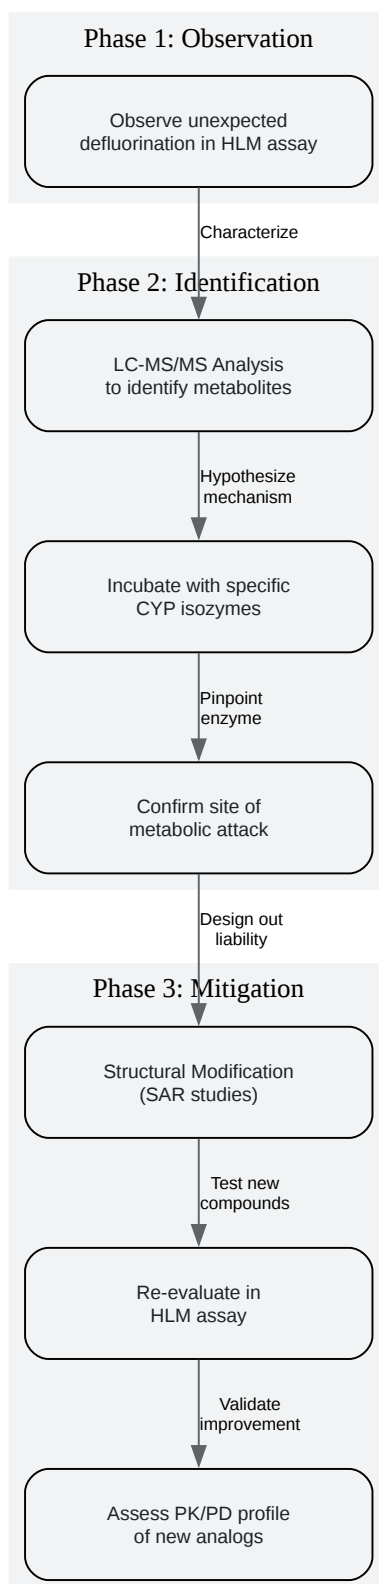 Phase 1: Observation
Observe unexpected
defluorination in HLM assay
Characterize
Phase 2: Identification
LC-MS/MS Analysis
to identify metabolites
Hypothesize
mechanism
Incubate with specific
CYP isozymes
Pinpoint
enzyme
Confirm site of
metabolic attack
Design out
liability
Phase 3: Mitigation
Structural Modification
(SAR studies)
Test new
compounds
Re-evaluate in
HLM assay
Validate
improvement
Assess PK/PD profile
of new analogs